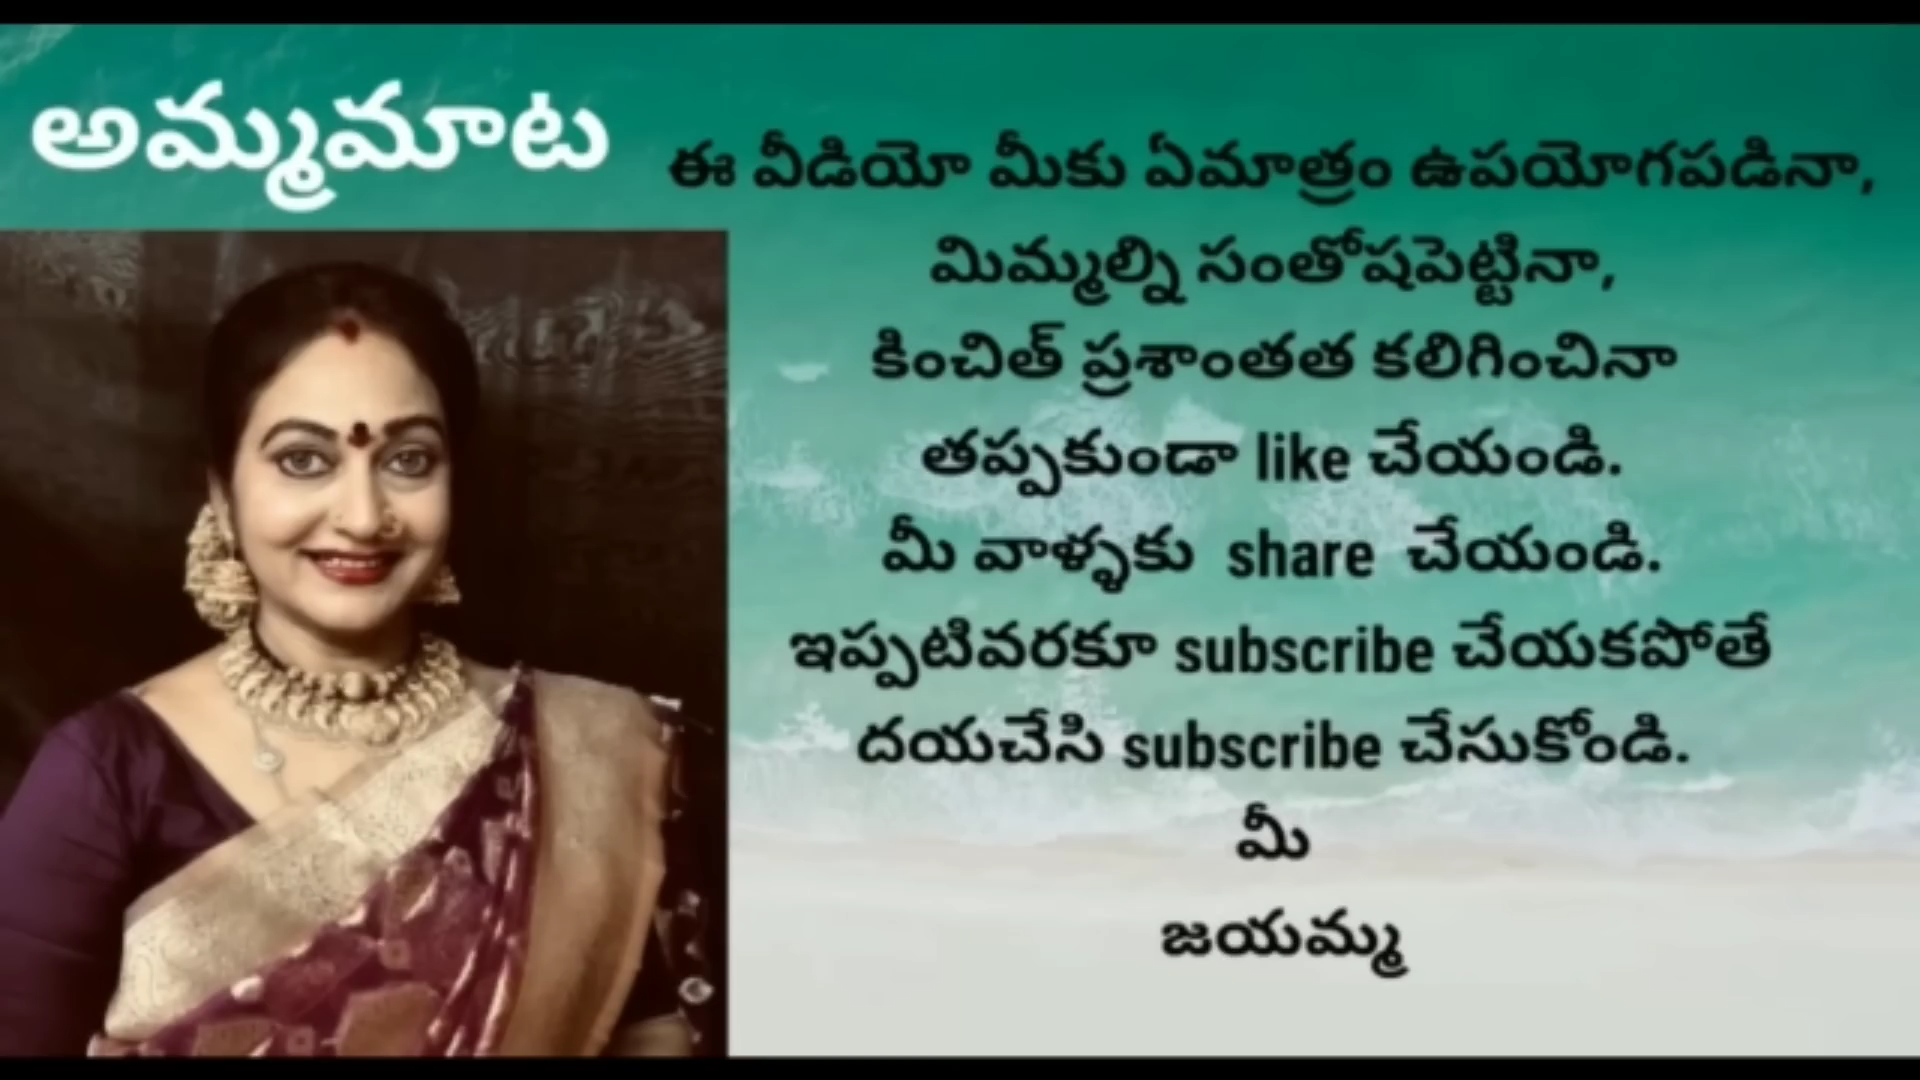 అమ్మమాట
ఈ వీడియో మీకు ఏమాత్రం ఉపయోగపడినా,
మిమ్మల్ని సంతోషపెట్టినా,
కించిత్ ప్రశాంతత కలిగించినా
తప్పకుండా like చేయండి.
మీ వాళ్ళకు share చేయండి.
ఇప్పటివరకూ subscribe చేయకపోతే
దయచేసి subscribe చేసుకోండి.
మీ
జయమ్మ